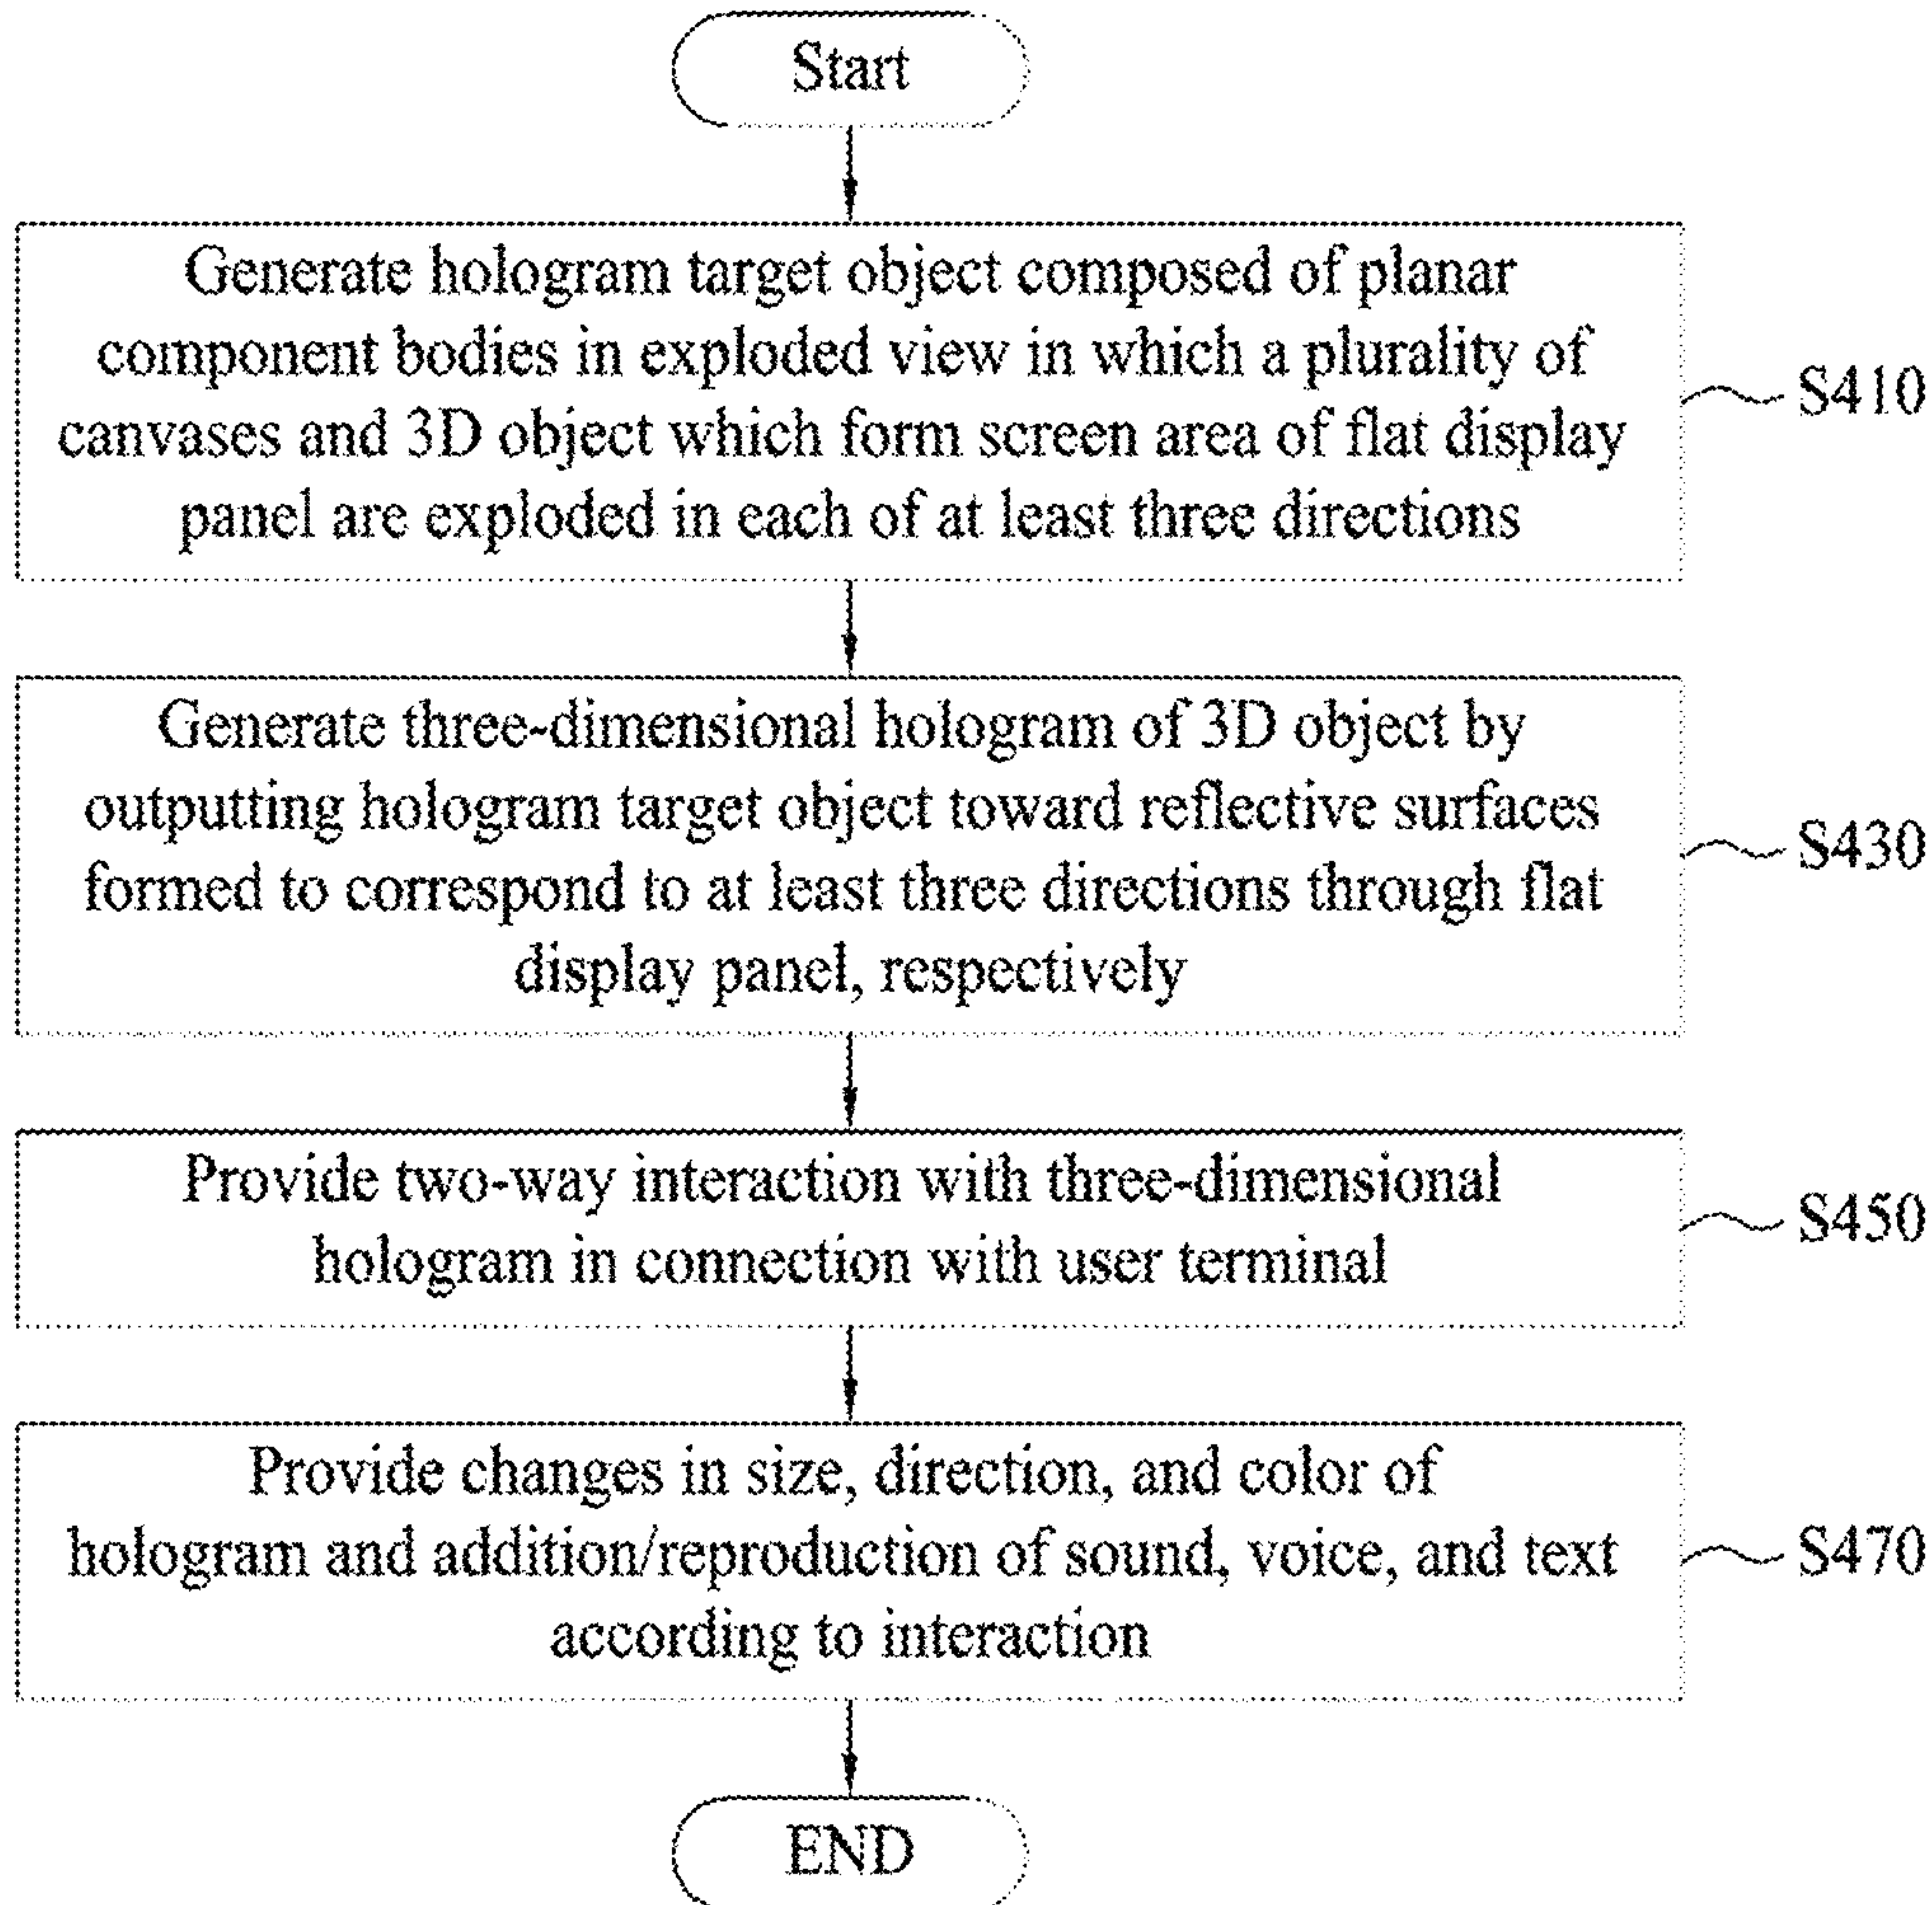 Start
Generate hologram target object composed of planar
component bodies in exploded view in which a plurality of
canvases and 3D object which form screen area of flat display
panel are exploded in each of at least three directions
S410
Generate three-dimensional hologram of 3D object by
outputting hologram target object toward reflective surfaces
formed to correspond to at least three directions through flat
display panel, respectively
S430
Provide two-way interaction with three-dimensional
hologram in connection with user terminal
S450
Provide changes in size, direction, and color of
hologram and addition/reproduction of sound, voice, and text
according to interaction
S470
END